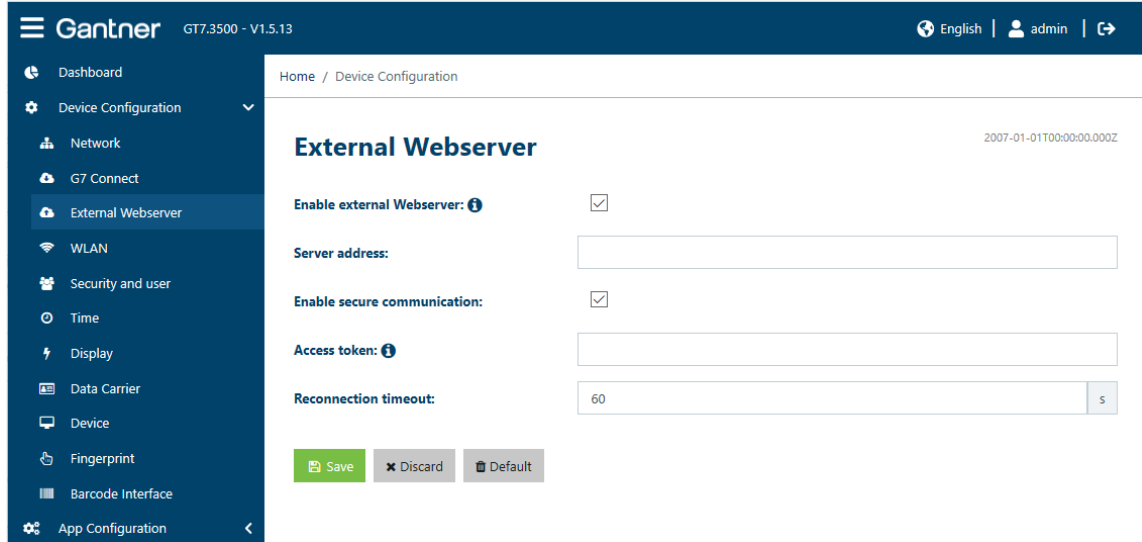 Gantner GT7.3500 - V1.5.13 English | admin |
Dashboard
Device Configuration
Network
G7 Connect
External Webserver
WLAN
Security and user
Time
Display
Data Carrier
Device
Fingerprint
Barcode Interface
App Configuration
Home / Device Configuration
External Webserver
2007-01-01T00:00:00.000Z
Enable external Webserver:
Server address:
Enable secure communication:
Access token:
Reconnection timeout: 60 s
Save Discard Default